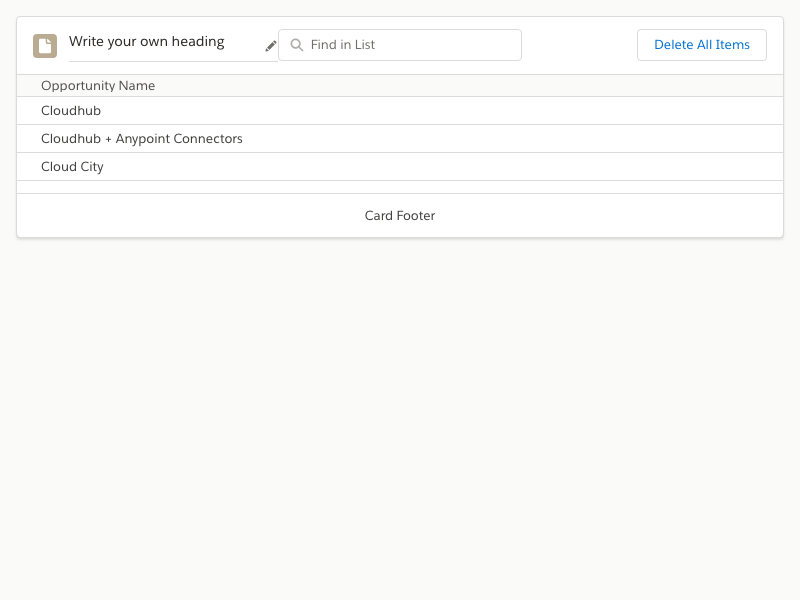 Write your own heading
Find in List
Delete All Items
Opportunity Name
Cloudhub
Cloudhub + Anypoint Connectors
Cloud City
Card Footer